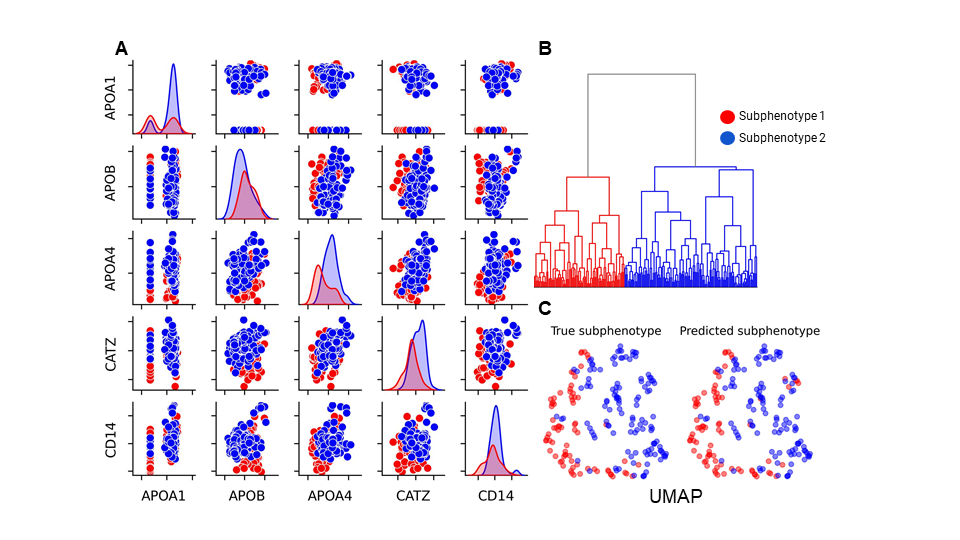 A
B
APOA1
APOB
APOA4
CATZ
CD14
APOA1
APOB
APOA4
CATZ
CD14
Subphenotype 1
Subphenotype 2
C
True subphenotype
Predicted subphenotype
UMAP